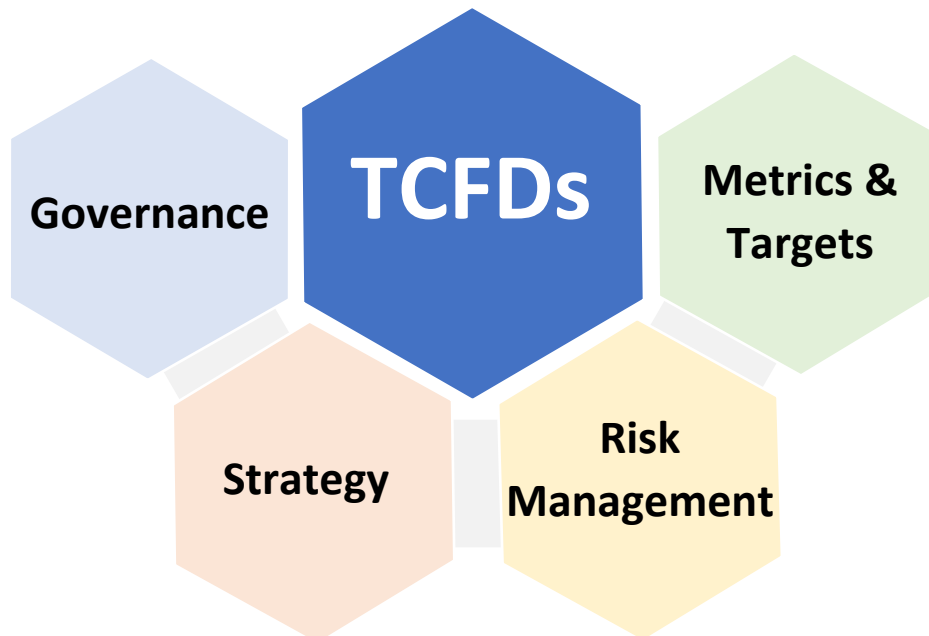 TCFDs
Governance
Metrics &
Targets
Strategy
Risk
Management